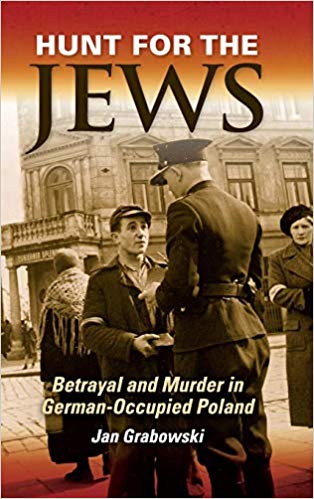 HUNT FOR THE
JEWS
Betrayal and Murder in
German-Occupied Poland
Jan Grabowski